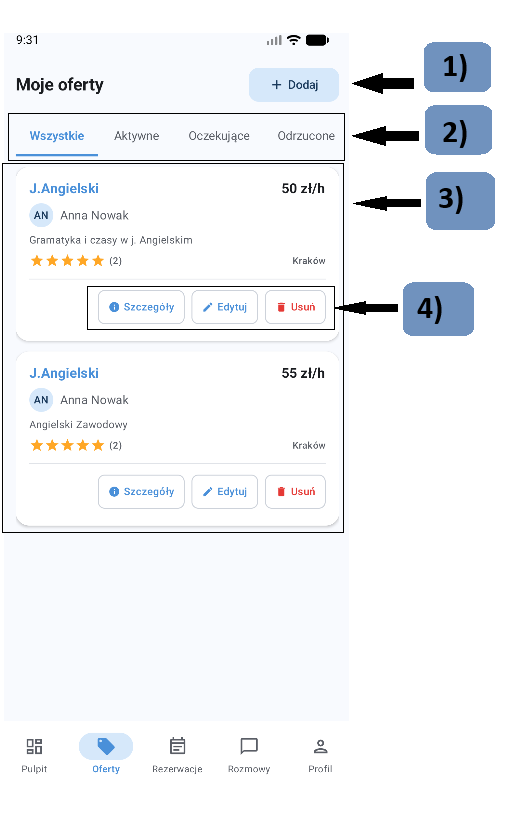 9:31
Moje oferty
+ Dodaj
1)
Wszystkie Aktywne Oczekujące Odrzucone
2)
J.Angielski 50 zł/h
3)
AN Anna Nowak
Gramatyka i czasy w j. Angielskim
(2) Kraków
Szczegóły Edytuj Usuń
4)
J.Angielski 55 zł/h
AN Anna Nowak
Angielski Zawodowy
(2) Kraków
Szczegóły Edytuj Usuń
Pulpit Oferty Rezerwacje Rozmowy Profil